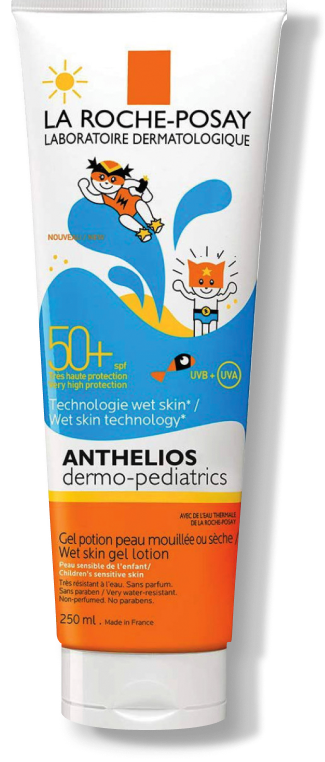 LA ROCHE-POSAY
LABORATOIRE DERMATOLOGIQUE
50+
spf
Très haute protection
Very high protection
UVB + UVA
Technologie wet skin* /
Wet skin technology*
ANTHELIOS
dermo-pediatrics
AVEC DE L'EAU THERMALE
DE LA ROCHE-POSAY
Gel potion peau mouillée ou sèche /
Wet skin gel lotion
Peau sensible de l'enfant/
Children's sensitive skin
Très résistant à l'eau. Sans parfum.
Sans paraben / Very water-resistant.
Non-perfumed. No parabens.
250 ml . Made in France